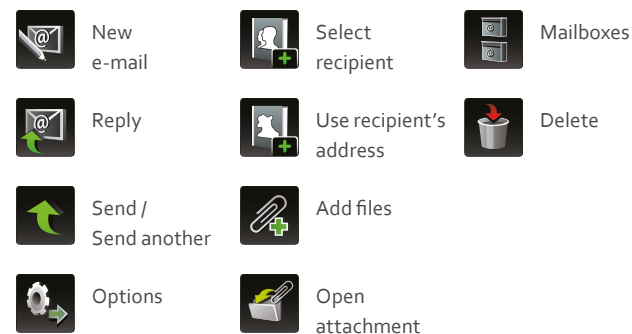 New
e-mail
Select
recipient
Mailboxes
Reply
Use recipient's
address
Delete
Send /
Send another
Add files
Options
Open
attachment